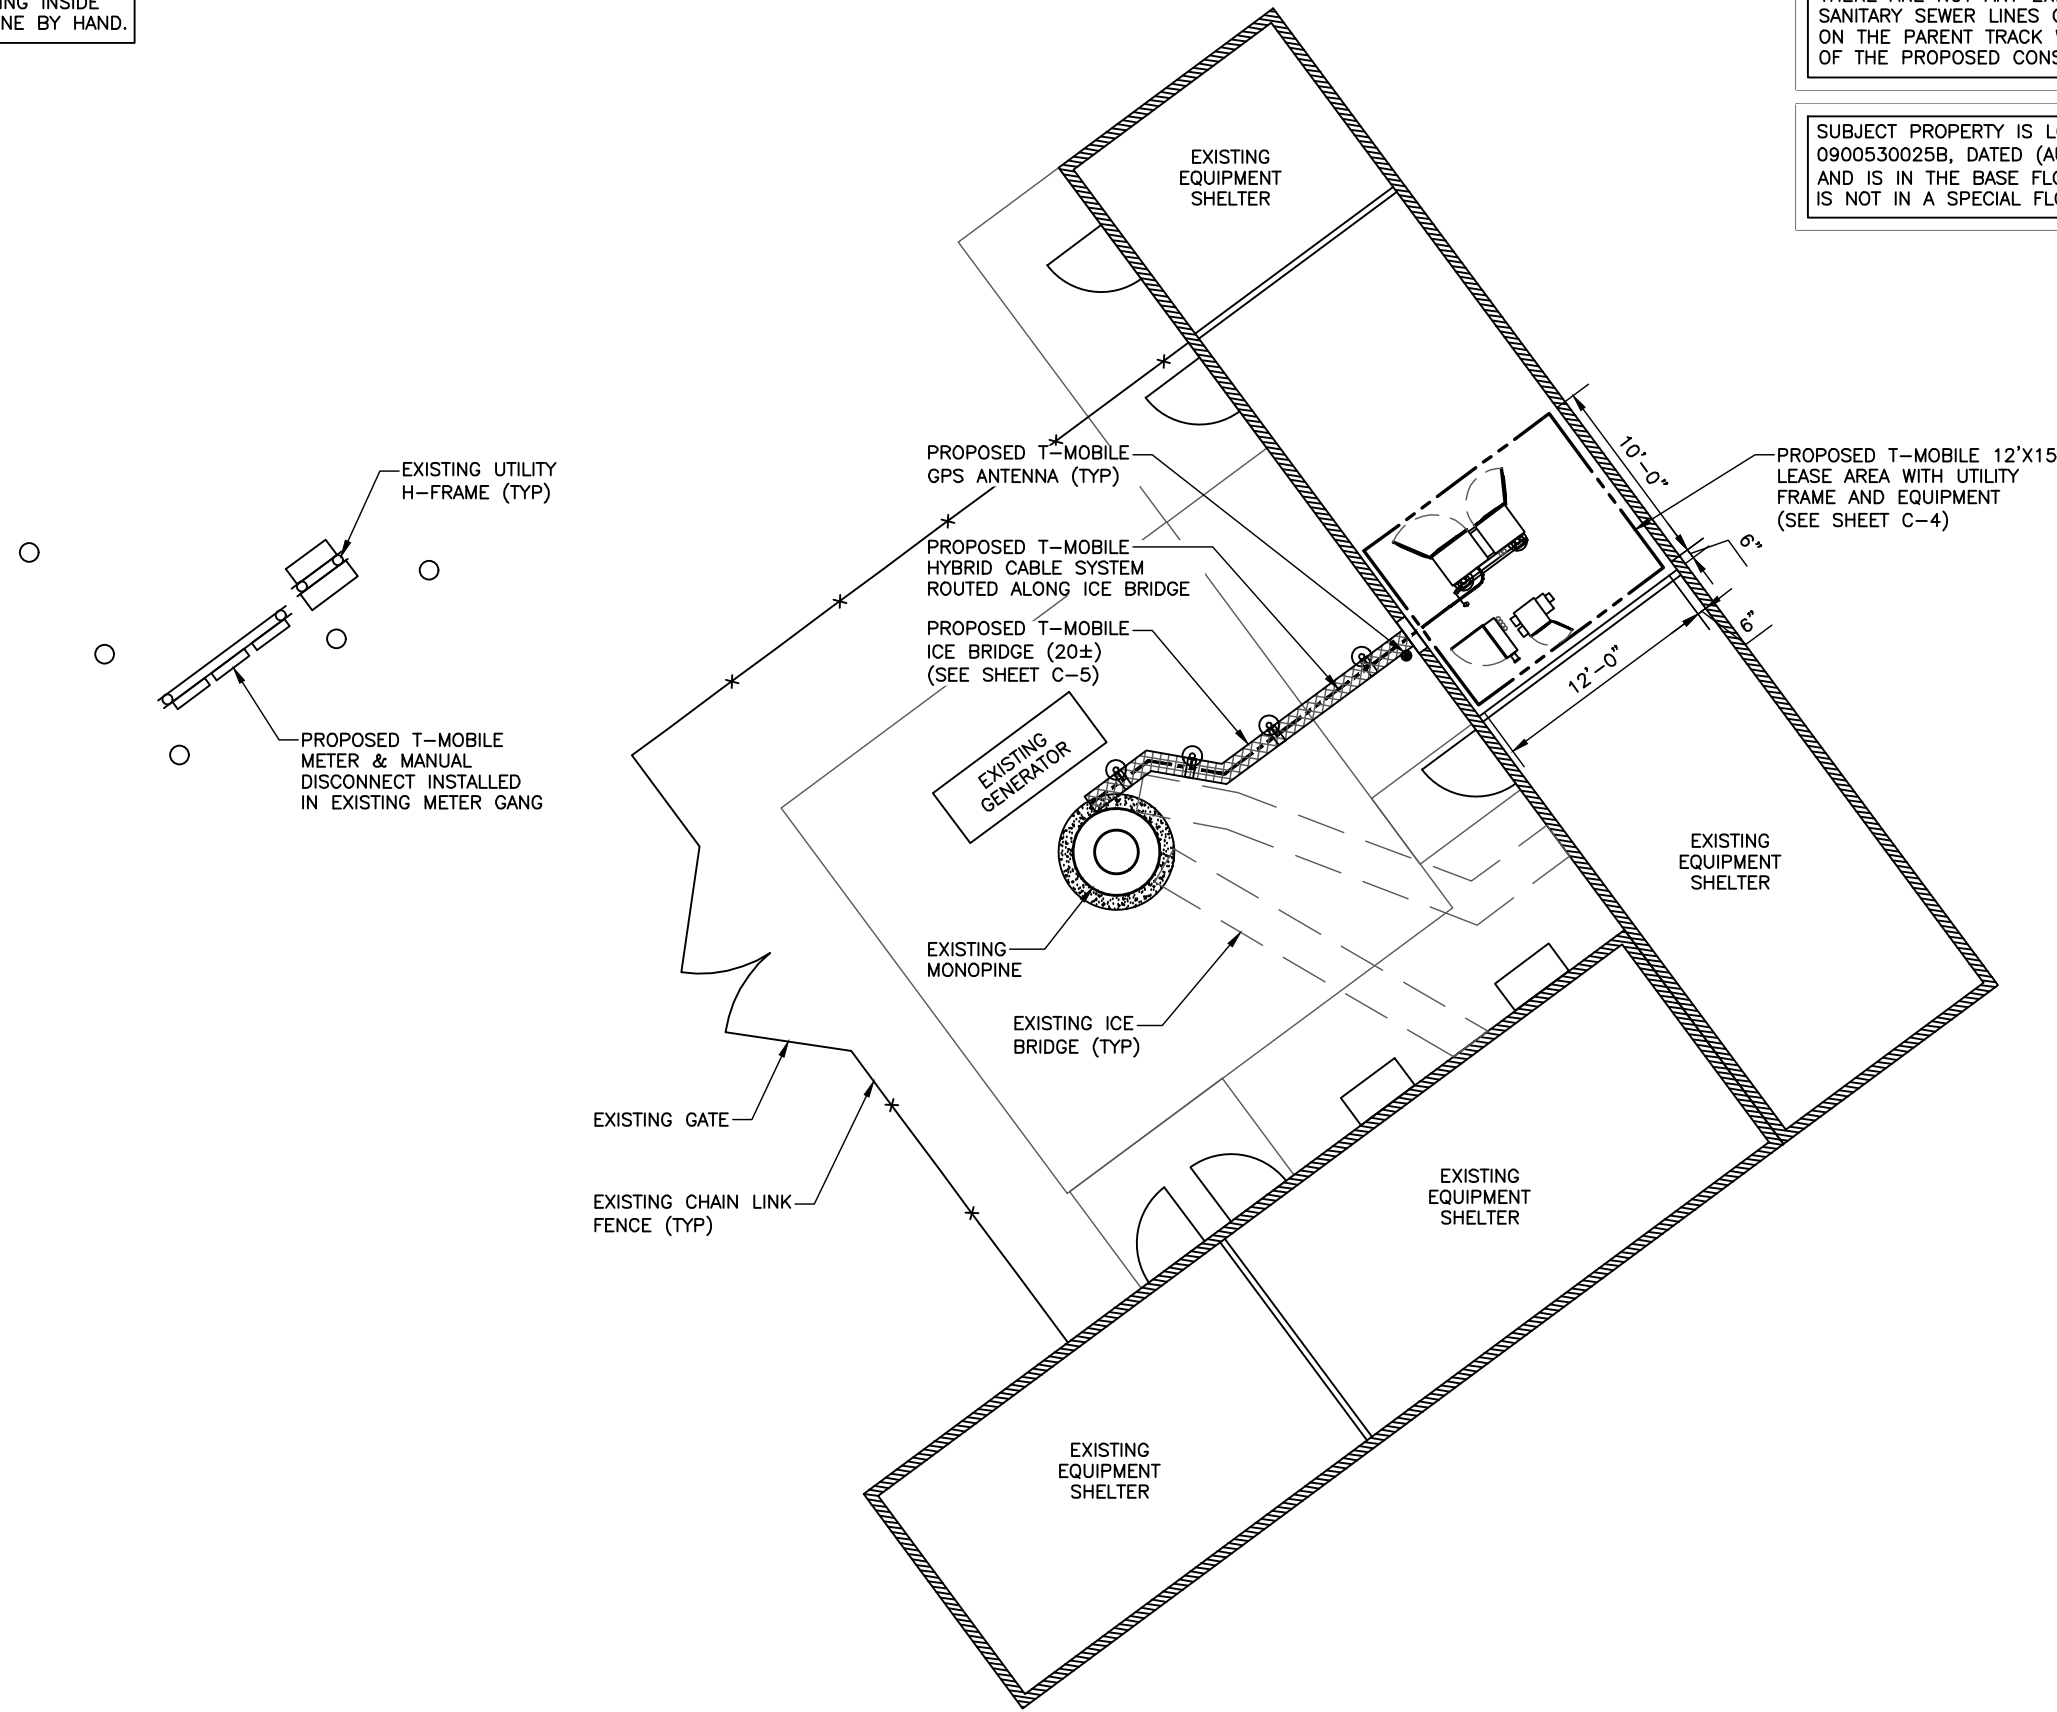 ING INSIDE
NE BY HAND.
SANITARY SEWER LINES
ON THE PARENT TRACK
OF THE PROPOSED CONS
SUBJECT PROPERTY IS L
0900530025B, DATED (AU
AND IS IN THE BASE FLO
IS NOT IN A SPECIAL FLO
EXISTING
EQUIPMENT
SHELTER
EXISTING UTILITY
H-FRAME (TYP)
PROPOSED T-MOBILE
GPS ANTENNA (TYP)
PROPOSED T-MOBILE
HYBRID CABLE SYSTEM
ROUTED ALONG ICE BRIDGE
PROPOSED T-MOBILE
ICE BRIDGE (20±)
(SEE SHEET C-5)
10'-0"
PROPOSED T-MOBILE 12'X15
LEASE AREA WITH UTILITY
FRAME AND EQUIPMENT
(SEE SHEET C-4)
6"
6"
12'-0"
PROPOSED T-MOBILE
METER & MANUAL
DISCONNECT INSTALLED
IN EXISTING METER GANG
EXISTING
GENERATOR
EXISTING
EQUIPMENT
SHELTER
EXISTING
MONOPINE
EXISTING ICE
BRIDGE (TYP)
EXISTING GATE
EXISTING CHAIN LINK
FENCE (TYP)
EXISTING
EQUIPMENT
SHELTER
EXISTING
EQUIPMENT
SHELTER